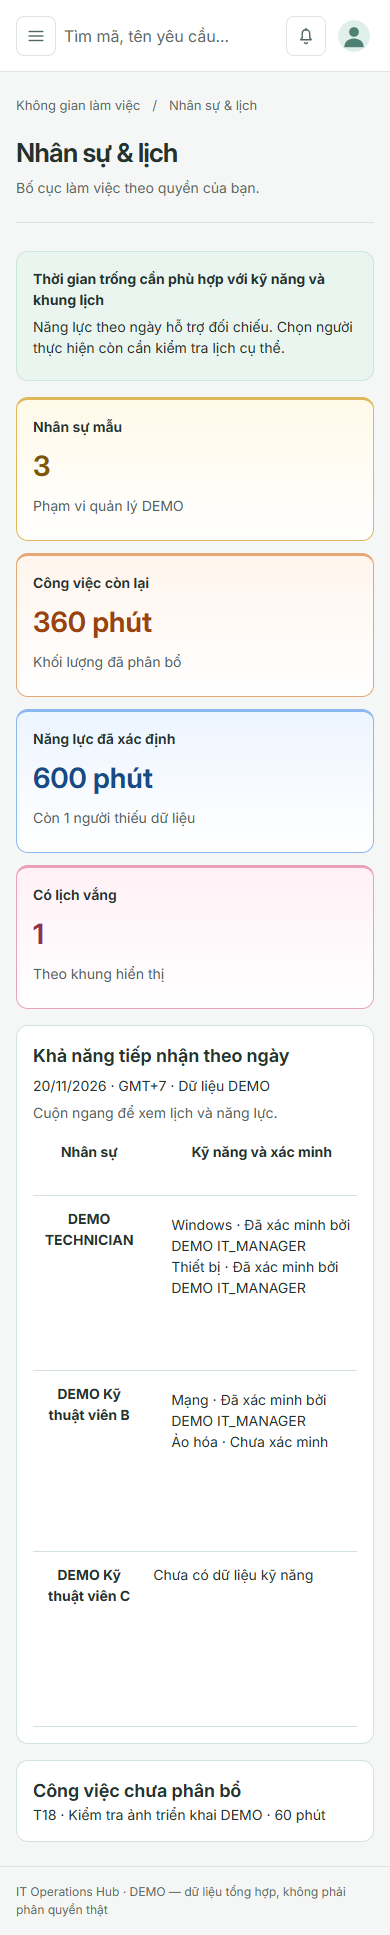 Tìm mã, tên yêu cầu...
Không gian làm việc / Nhân sự & lịch
Nhân sự & lịch
Bố cục làm việc theo quyền của bạn.
Thời gian trống cần phù hợp với kỹ năng và
khung lịch
Năng lực theo ngày hỗ trợ đối chiếu. Chọn người
thực hiện còn cần kiểm tra lịch cụ thể.
Nhân sự mẫu
3
Phạm vi quản lý DEMO
Công việc còn lại
360 phút
Khối lượng đã phân bổ
Năng lực đã xác định
600 phút
Còn 1 người thiếu dữ liệu
Có lịch vắng
1
Theo khung hiển thị
Khả năng tiếp nhận theo ngày
20/11/2026 · GMT+7 · Dữ liệu DEMO
Cuộn ngang để xem lịch và năng lực.
Nhân sự Kỹ năng và xác minh
DEMO
TECHNICIAN
Windows · Đã xác minh bởi
DEMO IT_MANAGER
Thiết bị · Đã xác minh bởi
DEMO IT_MANAGER
DEMO Kỹ
thuật viên B
Mạng · Đã xác minh bởi
DEMO IT_MANAGER
Ảo hóa · Chưa xác minh
DEMO Kỹ
thuật viên C
Chưa có dữ liệu kỹ năng
Công việc chưa phân bổ
T18 · Kiểm tra ảnh triển khai DEMO · 60 phút
IT Operations Hub · DEMO — dữ liệu tổng hợp, không phải
phân quyền thật